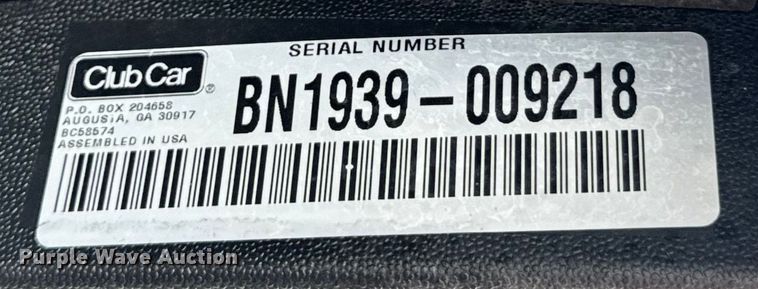 SERIAL NUMBER
Club Car
®
BN1939-009218
P.O. BOX 204658
AUGUSTA, GA 30917
BC58574
ASSEMBLED IN USA
Purple Wave Auction